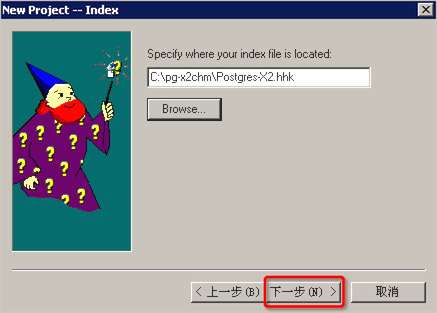 New Project -- Index
Specify where your index file is located:
C:\pg-x2chm\Postgres-X2.hhk
Browse...
< 上一步(B) 下一步(N) > 取消